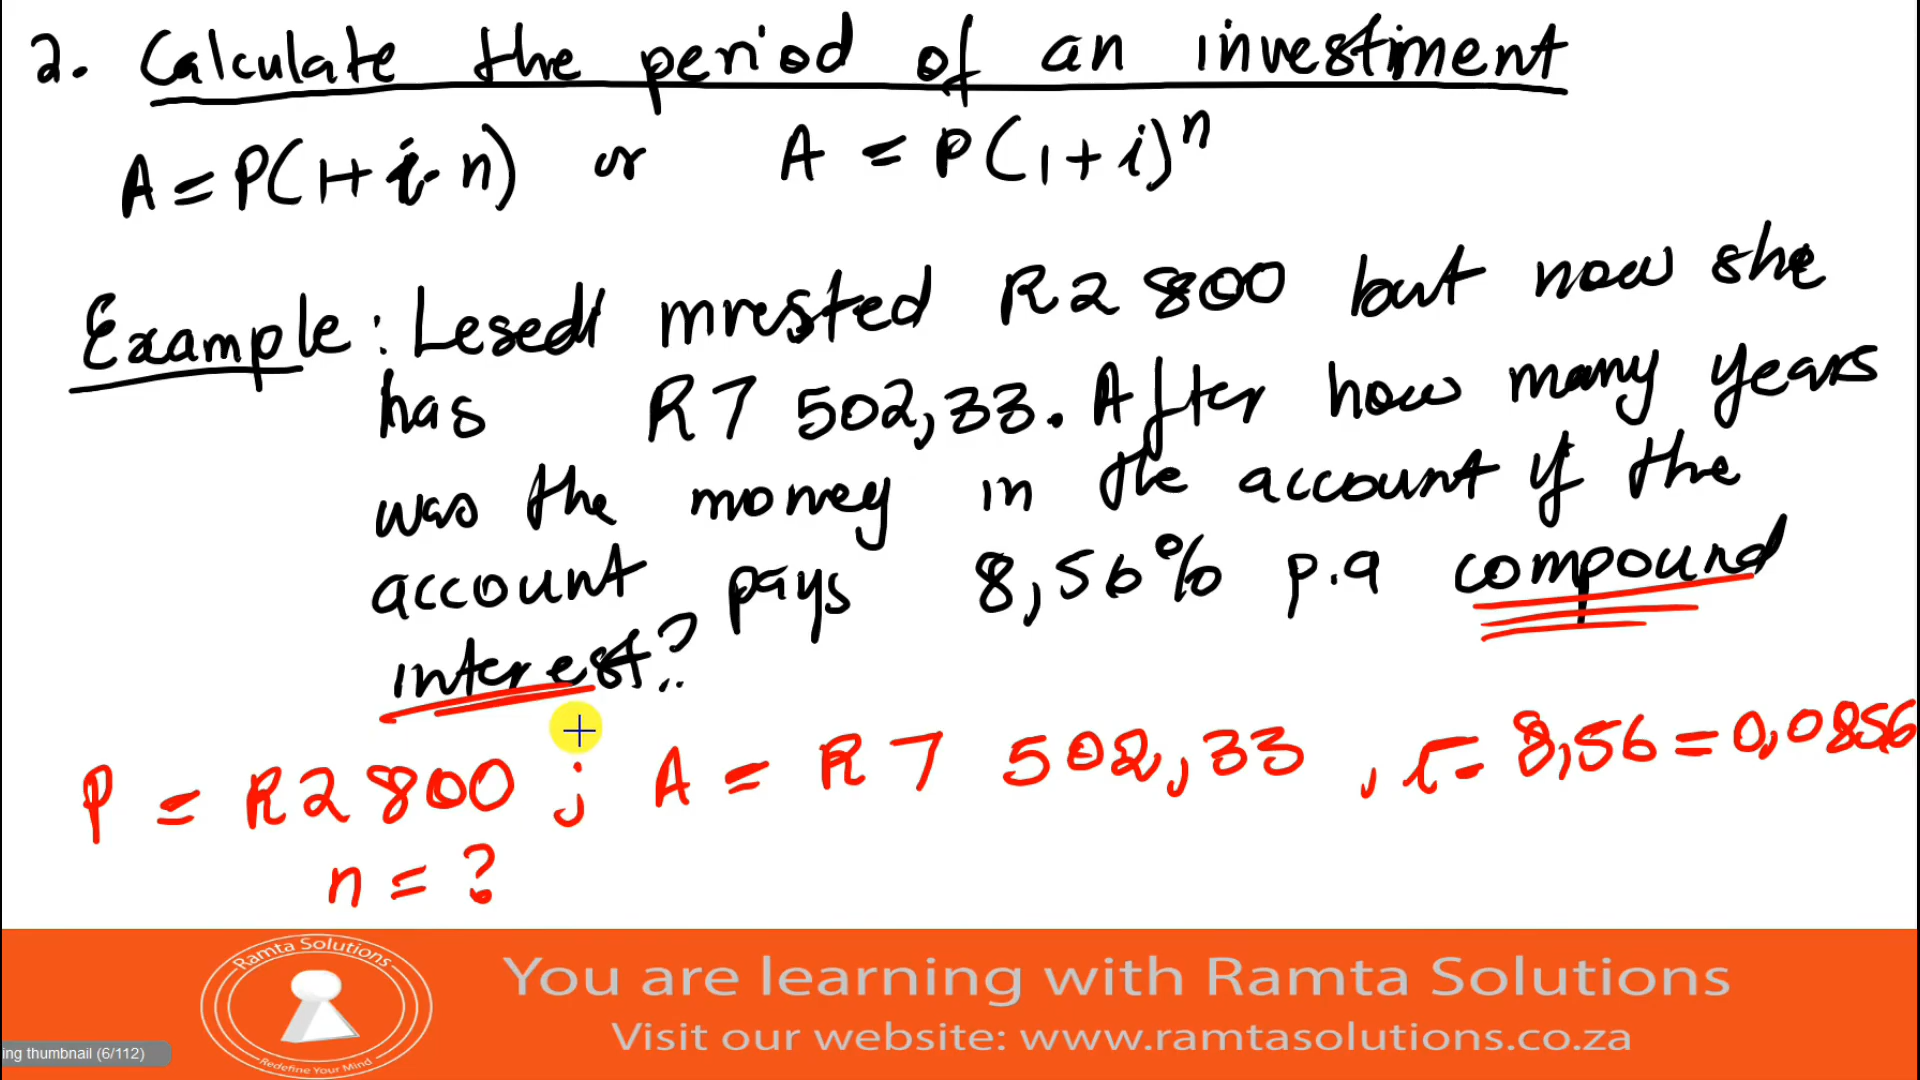 2. Calculate the period of an investment
A = P(1 + i · n) or A = P(1 + i)ⁿ
Example: Lesedi invested R2 800 but now she
has R7 502,33. After how many years
was the money in the account if the
account pays 8,56% p.a compound
interest?
P = R2 800 ; A = R7 502,33 , i = 8,56 = 0,0856
n = ?
Ramta Solutions
Redefine Your Mind
You are learning with Ramta Solutions
Visit our website: www.ramtasolutions.co.za
ing thumbnail (6/112)